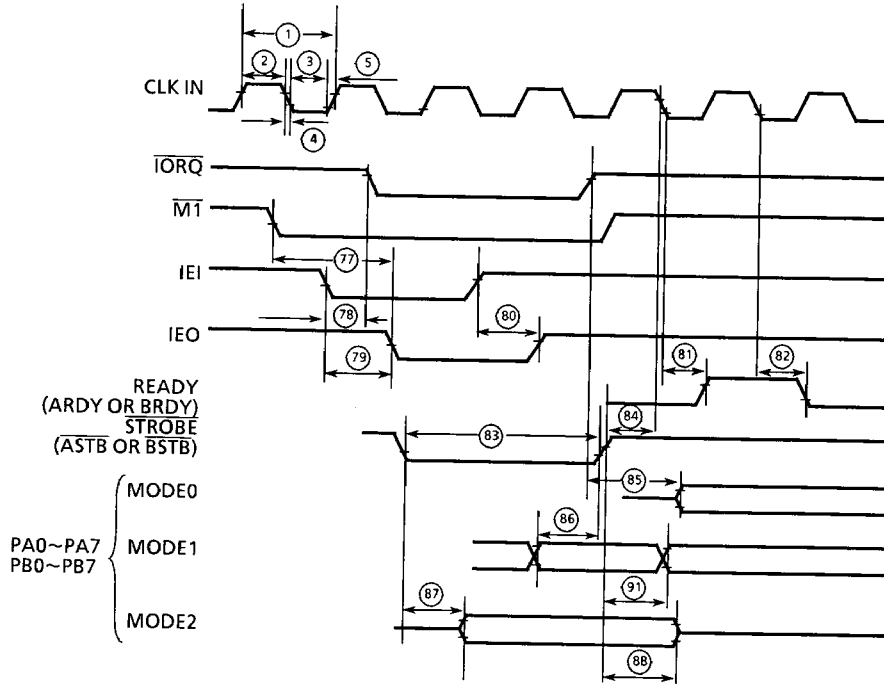 ① 
② ③ ⑤
CLK IN
④
IORQ
M1
77
IEI
78 80
IEO
79 81 82
READY
(ARDY OR BRDY)
STROBE
(ASTB OR BSTB)
83 84
85
MODE0
86
PA0~PA7
PB0~PB7
MODE1
87 91
MODE2
88